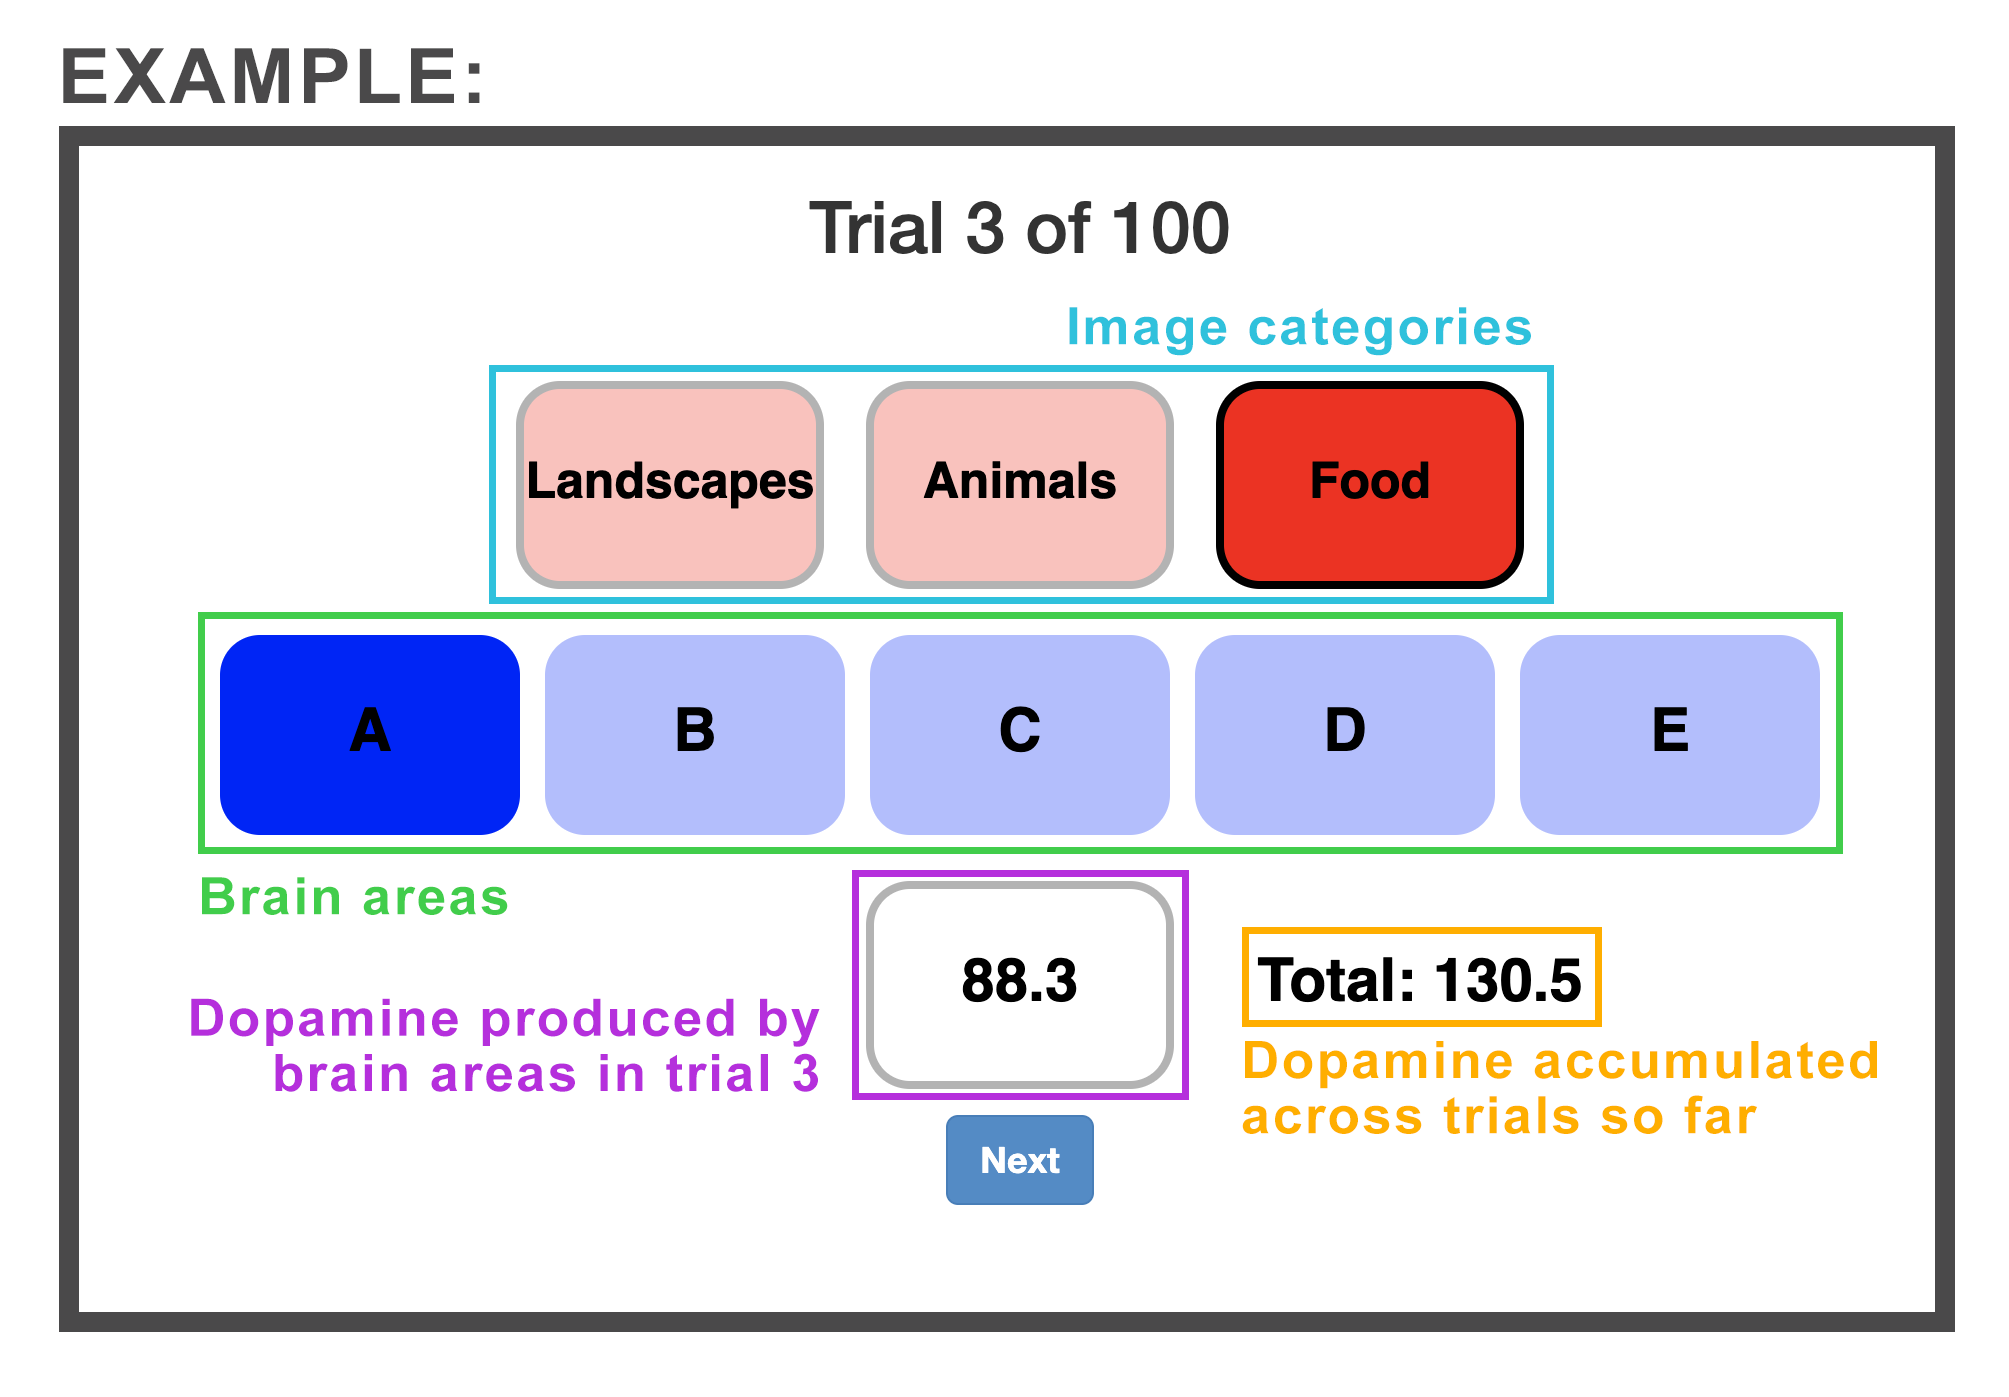 EXAMPLE:
Trial 3 of 100
Image categories
Landscapes
Animals
Food
A
B
C
D
E
Brain areas
Dopamine produced by
brain areas in trial 3
88.3
Total: 130.5
Dopamine accumulated
across trials so far
Next